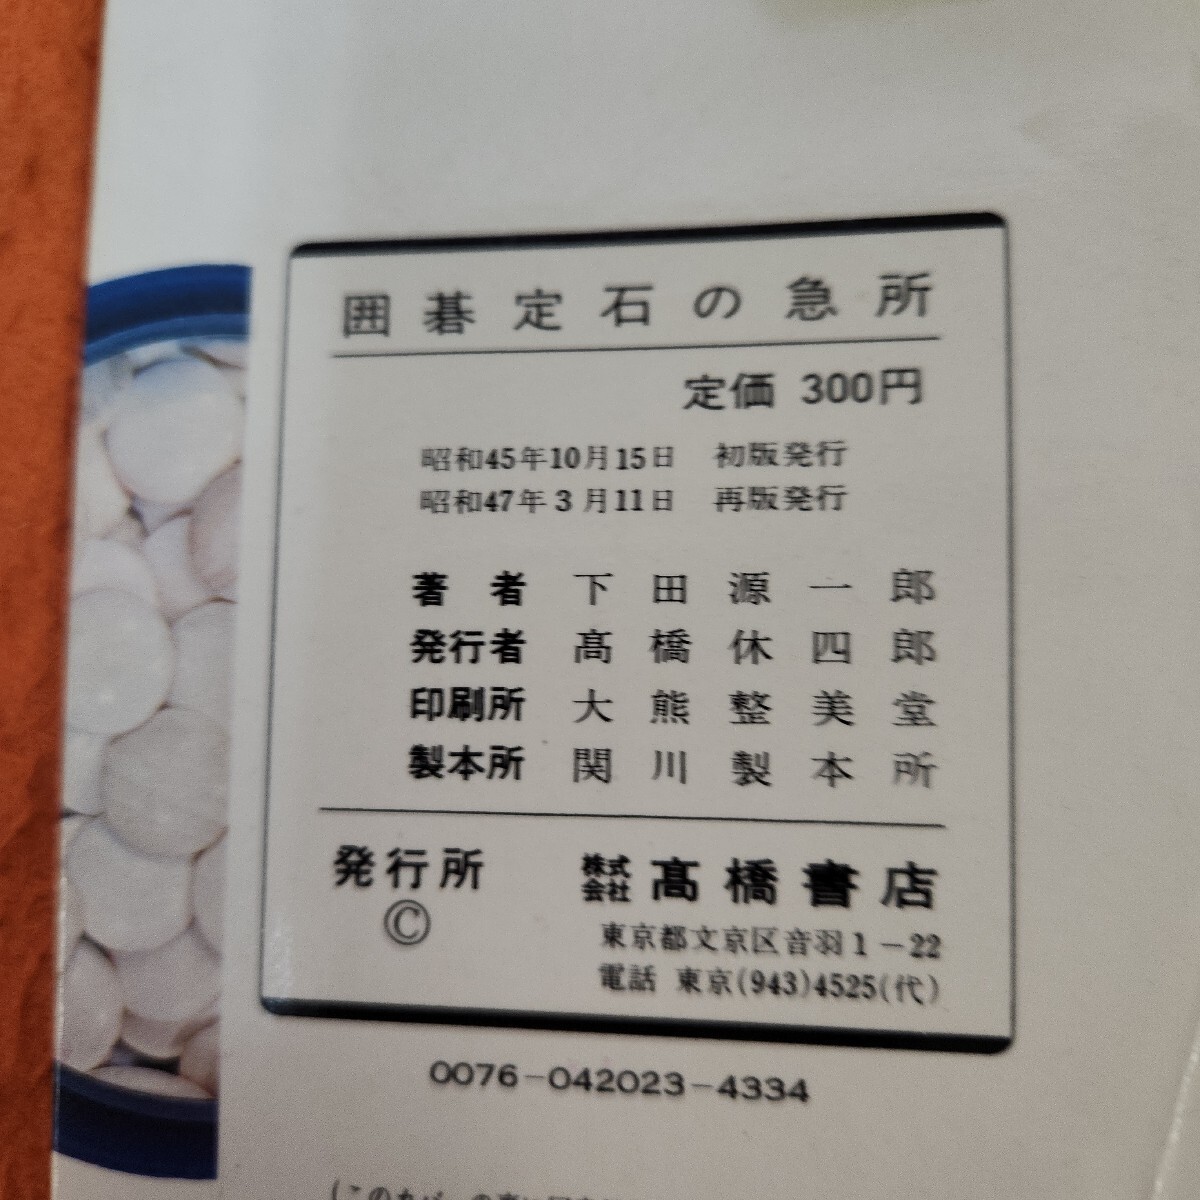 囲碁定石の急所
定価 300円
昭和45年10月15日 初版発行
昭和47年3月11日 再版発行
著者 下田源一郎
発行者 髙橋休四郎
印刷所 大熊整美堂
製本所 関川製本所
発行所 株式会社 髙橋書店
©
東京都文京区音羽1-22
電話 東京(943)4525(代)
0076-042023-4334